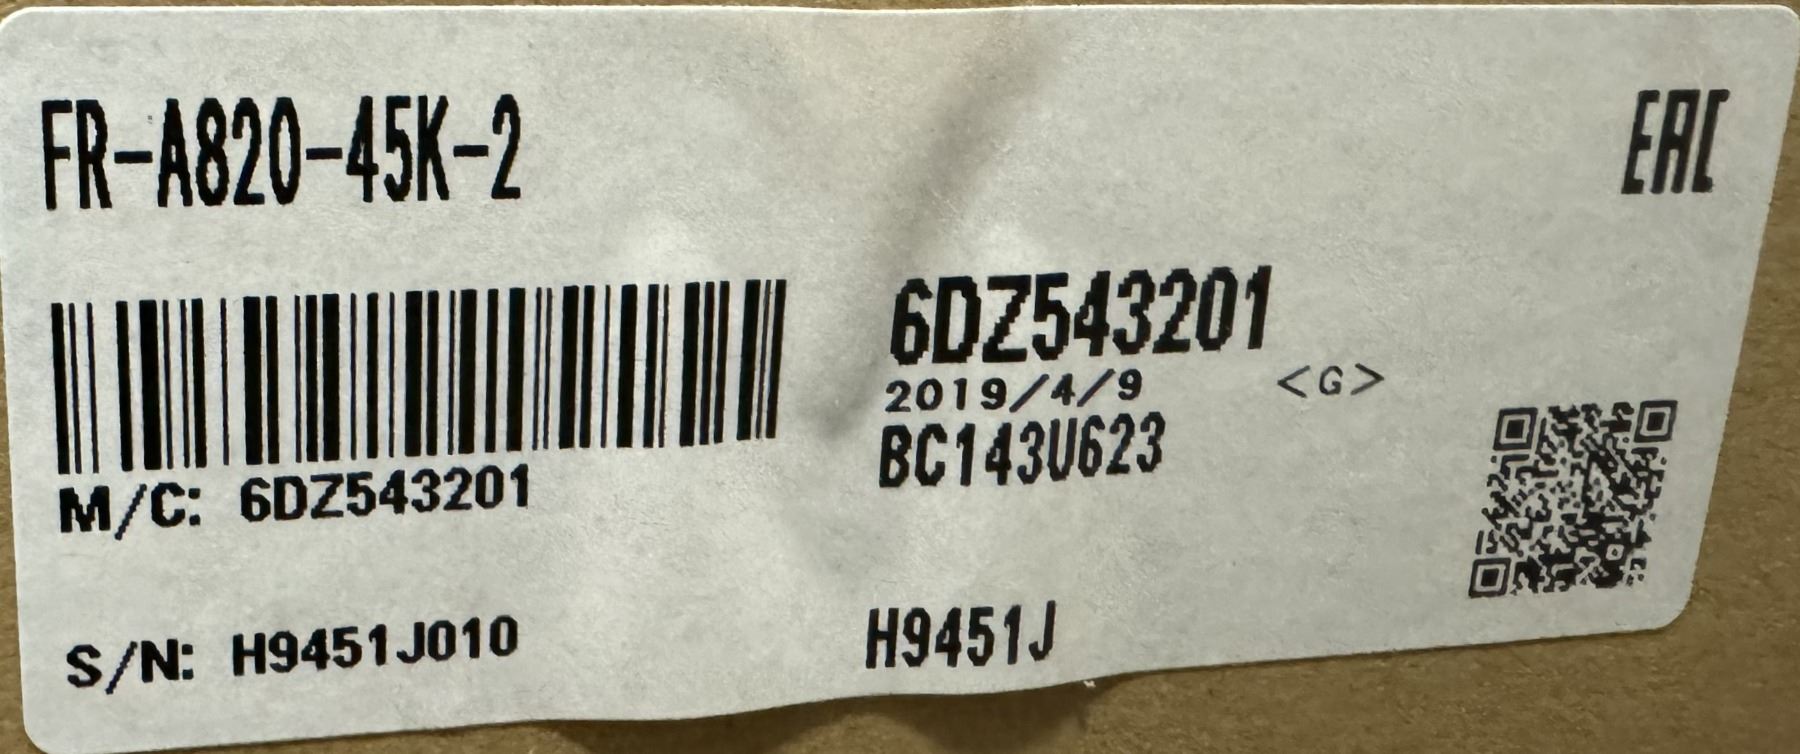 FR-A820-45K-2
EAC
6DZ543201
2019/4/9 <G>
BC143U623
M/C: 6DZ543201
S/N: H9451J010
H9451J